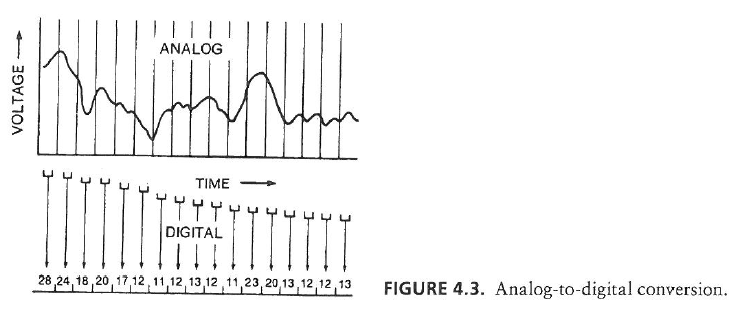 ANALOG
VOLTAGE
TIME
DIGITAL
28 24 18 20 17 12 11 12 13 12 11 23 20 13 12 12 13
FIGURE 4.3. Analog-to-digital conversion.